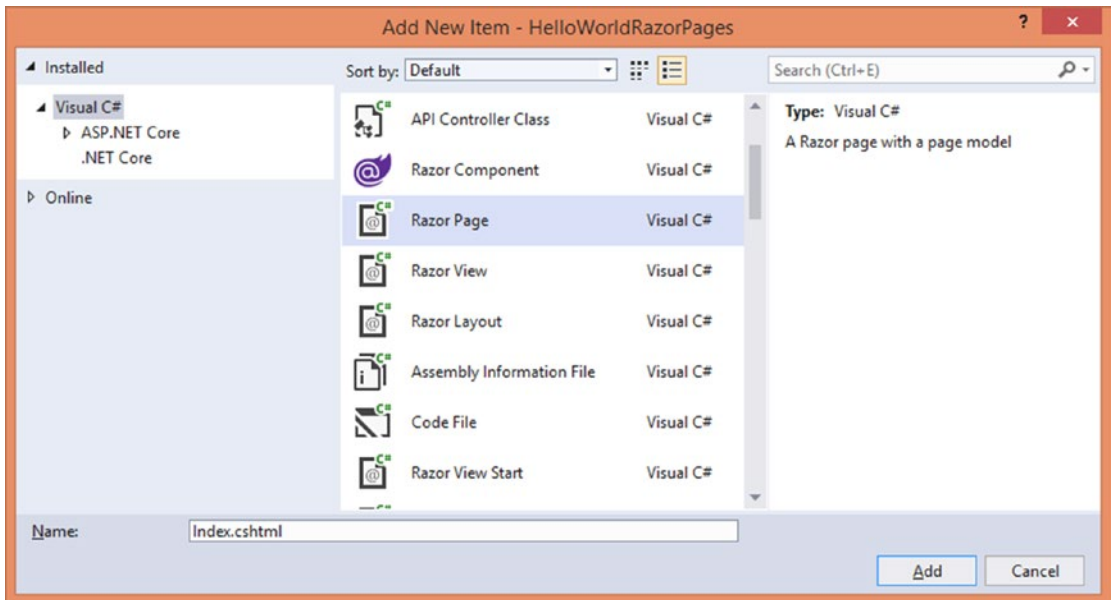 Add New Item - HelloWorldRazorPages
?
×
Installed
Visual C#
ASP.NET Core
.NET Core
Online
Sort by: Default
Search (Ctrl+E)
API Controller Class Visual C#
Razor Component Visual C#
Razor Page Visual C#
Razor View Visual C#
Razor Layout Visual C#
Assembly Information File Visual C#
Code File Visual C#
Razor View Start Visual C#
Type: Visual C#
A Razor page with a page model
Name: Index.cshtml
Add Cancel